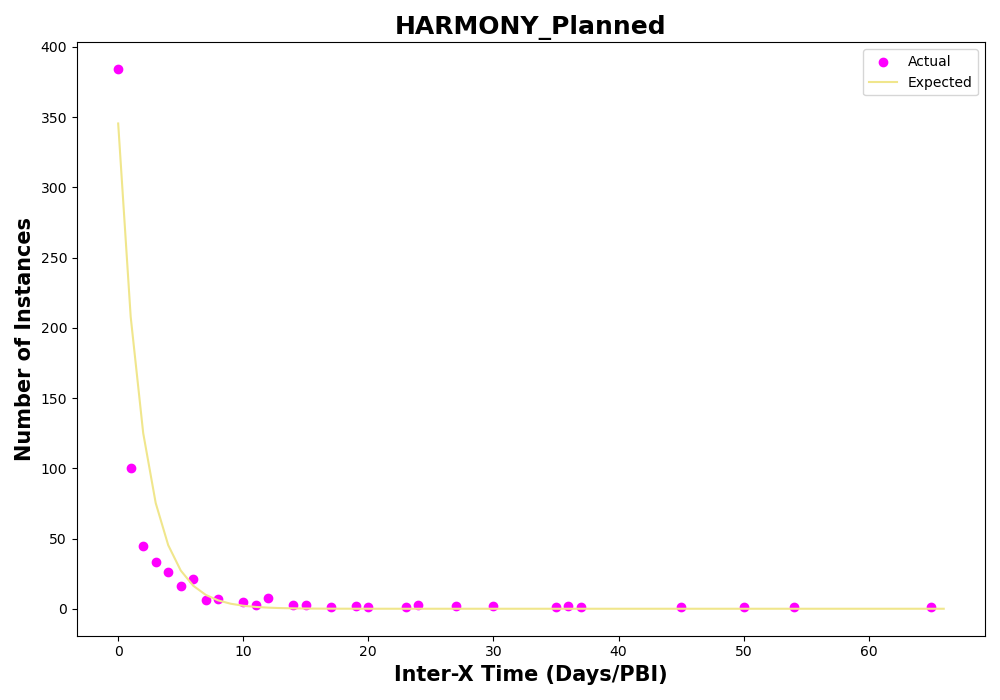 HARMONY_Planned
Actual
Expected
400
350
300
250
200
150
100
50
0
Number of Instances
0 10 20 30 40 50 60
Inter-X Time (Days/PBI)